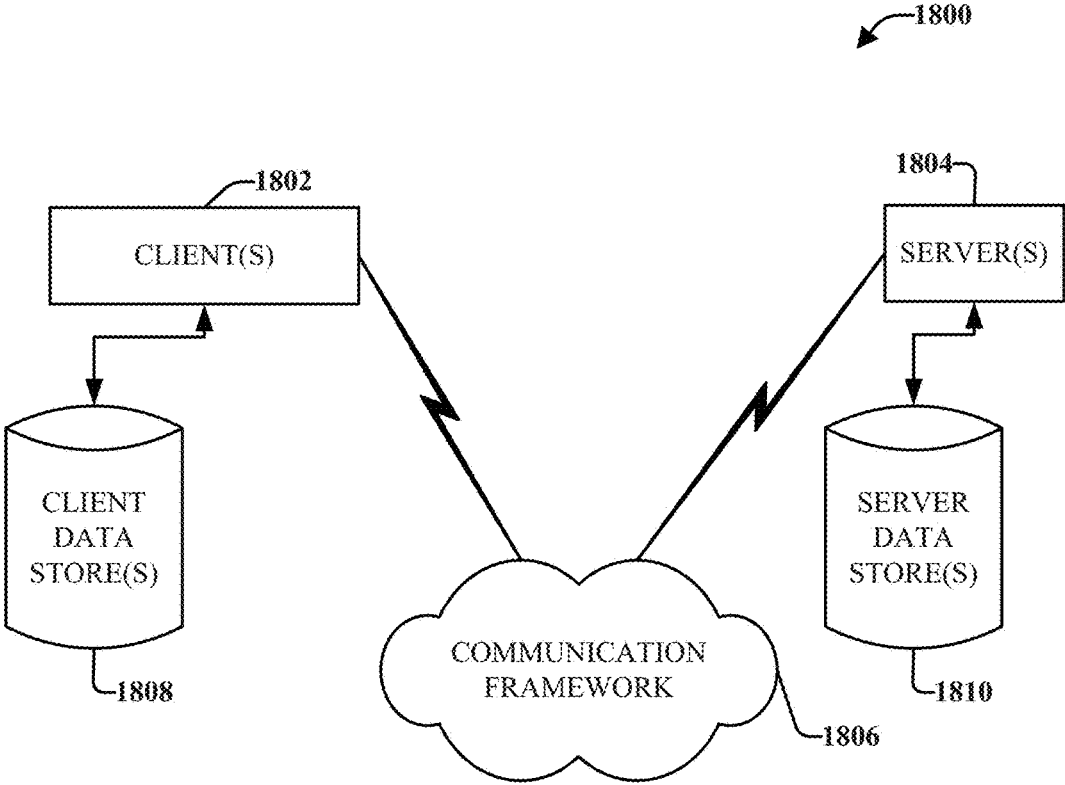 1800
1802
1804
CLIENT(S)
SERVER(S)
CLIENT
DATA
STORE(S)
SERVER
DATA
STORE(S)
COMMUNICATION
FRAMEWORK
1808
1810
1806